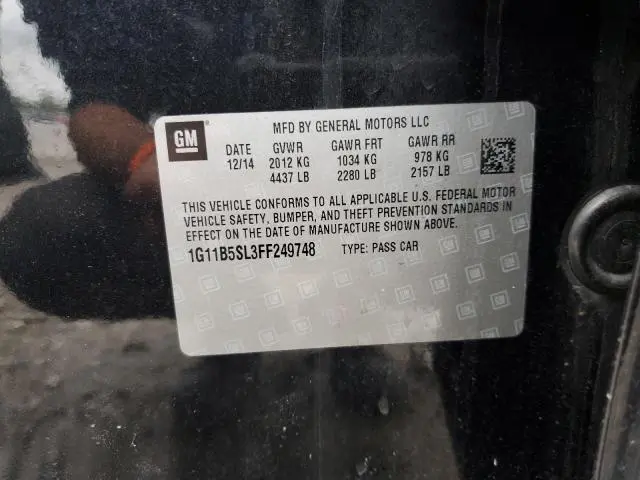 GM MFD BY GENERAL MOTORS LLC
DATE GVWR GAWR FRT GAWR RR
12/14 2012 KG 1034 KG 978 KG
4437 LB 2280 LB 2157 LB
THIS VEHICLE CONFORMS TO ALL APPLICABLE U.S. FEDERAL MOTOR
VEHICLE SAFETY, BUMPER, AND THEFT PREVENTION STANDARDS IN
EFFECT ON THE DATE OF MANUFACTURE SHOWN ABOVE.
1G11B5SL3FF249748 TYPE: PASS CAR